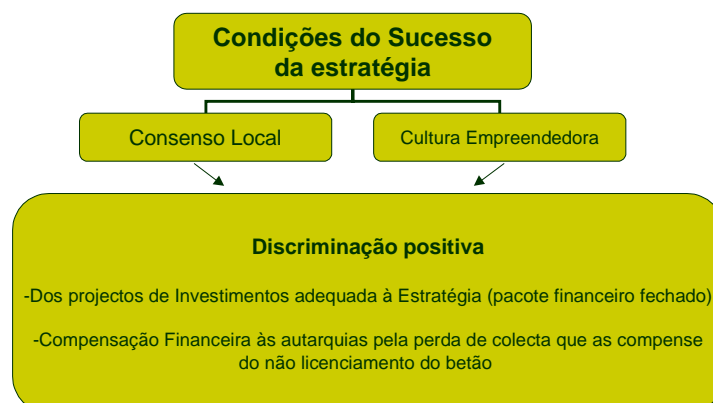 Condições do Sucesso
da estratégia
Consenso Local
Cultura Empreendedora
Discriminação positiva
-Dos projectos de Investimentos adequada à Estratégia (pacote financeiro fechado)
-Compensação Financeira às autarquias pela perda de colecta que as compense
do não licenciamento do betão